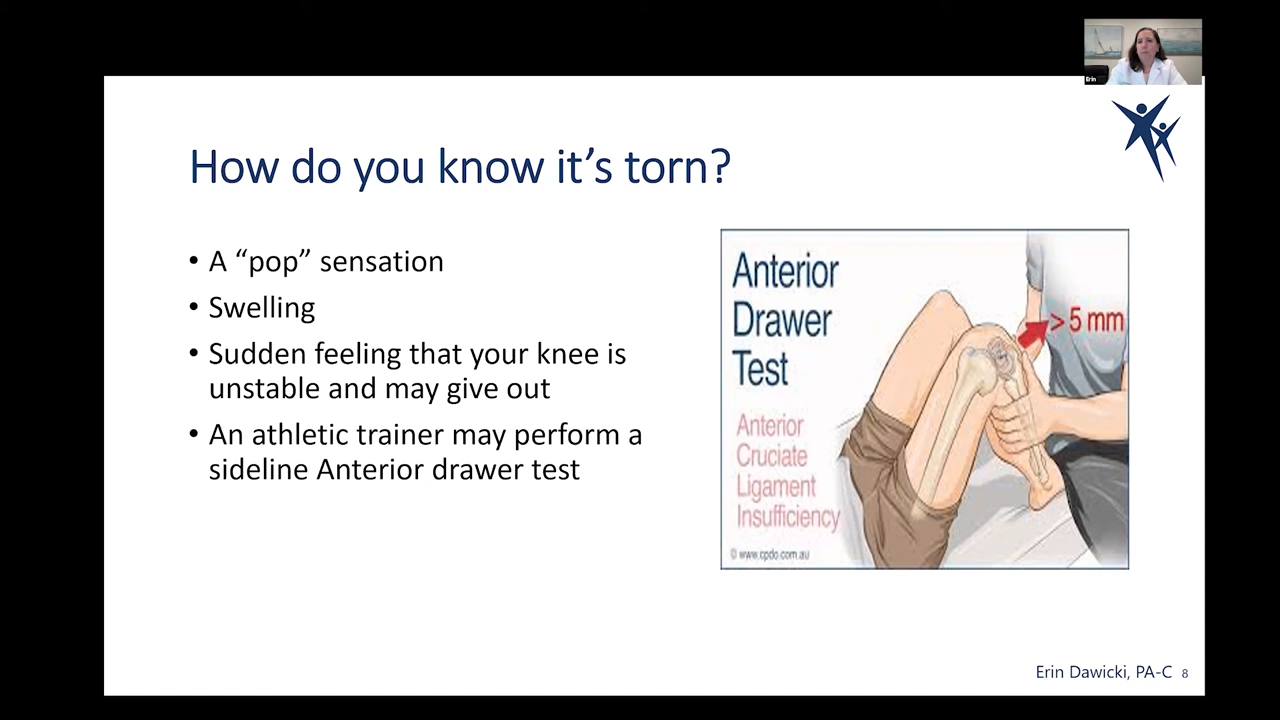 Erin
How do you know it's torn?
• A “pop” sensation
• Swelling
• Sudden feeling that your knee is
unstable and may give out
• An athletic trainer may perform a
sideline Anterior drawer test
Anterior
Drawer
Test
> 5 mm
Anterior
Cruciate
Ligament
Insufficiency
© www.cpdo.com.au
Erin Dawicki, PA-C 8